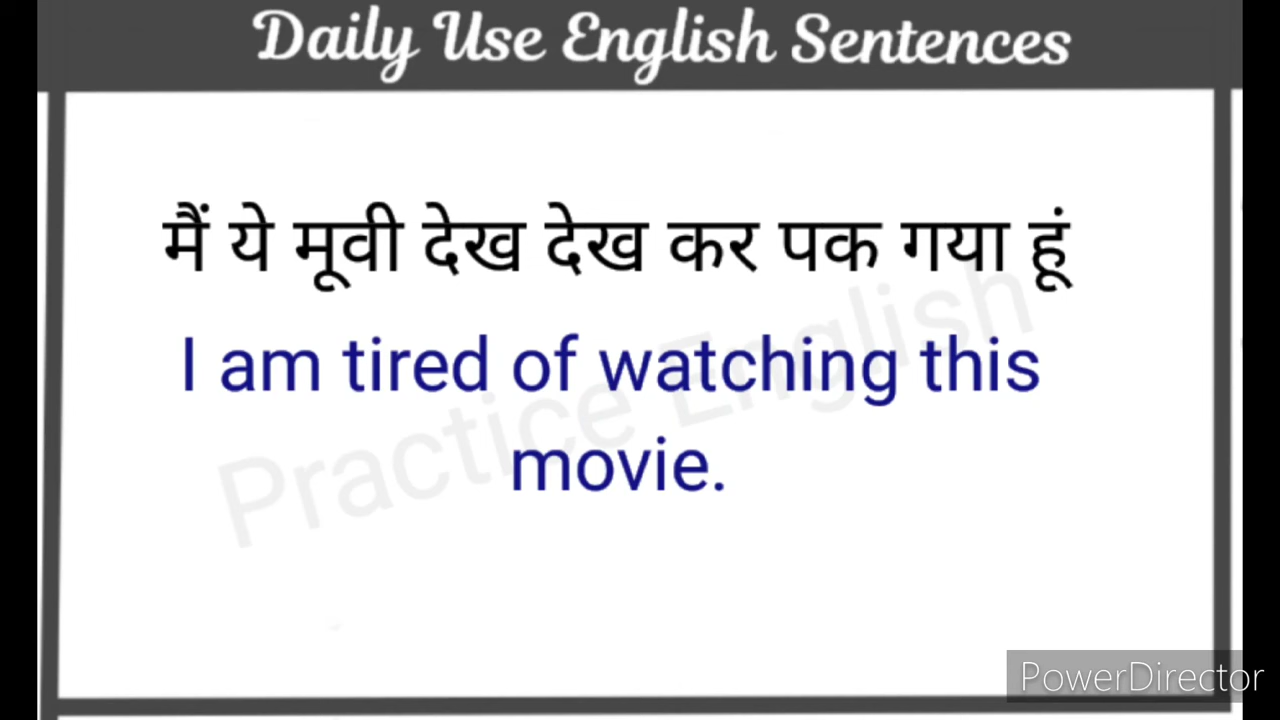 Daily Use English Sentences
मैं ये मूवी देख देख कर पक गया हूं
I am tired of watching this
movie.
Practice English
PowerDirector